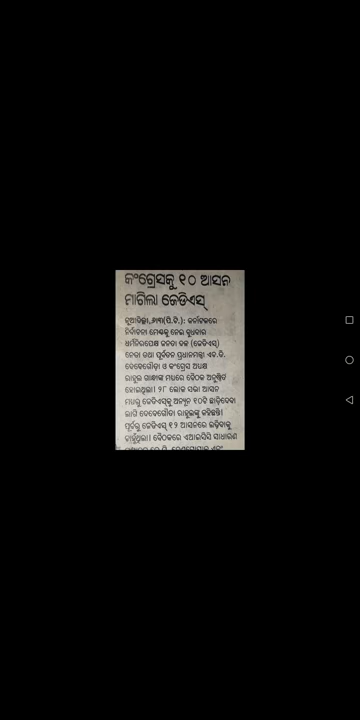 କଂଗ୍ରେସକୁ ୧୦ ଆସନ
ମାଗିଲା ଜେଡିଏସ୍
ନୂଆଦିଲ୍ଲୀ,୬ା୩(ପି.ଟି.): କର୍ନାଟକରେ
ନିର୍ବାଚନୀ ମେଣ୍ଟକୁ ନେଇ ବୁଧବାର
ଧର୍ମନିରପେକ୍ଷ ଜନତା ଦଳ (ଜେଡିଏସ୍)
ନେତା ତଥା ପୂର୍ବତନ ପ୍ରଧାନମନ୍ତ୍ରୀ ଏଚ.ଡି.
ଦେବେଗୌଡ଼ା ଓ କଂଗ୍ରେସ ଅଧ୍ୟକ୍ଷ
ରାହୁଲ ଗାନ୍ଧୀଙ୍କ ମଧ୍ୟରେ ବୈଠକ ଅନୁଷ୍ଠିତ
ହୋଇଥିଲା। ୨୮ ଲୋକ ସଭା ଆସନ
ମଧ୍ୟରୁ ଜେଡିଏସ୍‌କୁ ଅନ୍ୟୂନ ୧୦ଟି ଛାଡ଼ିଦେବା
ଲାଗି ଦେବେଗୌଡା ରାହୁଲଙ୍କୁ କହିଛନ୍ତି।
ପୂର୍ବରୁ ଜେଡିଏସ୍ ୧୨ ଆସନରେ ଲଢ଼ିବାକୁ
ଚାହୁଁଥିଲା। ବୈଠକରେ ଏଆଇସିସି ସାଧାରଣ